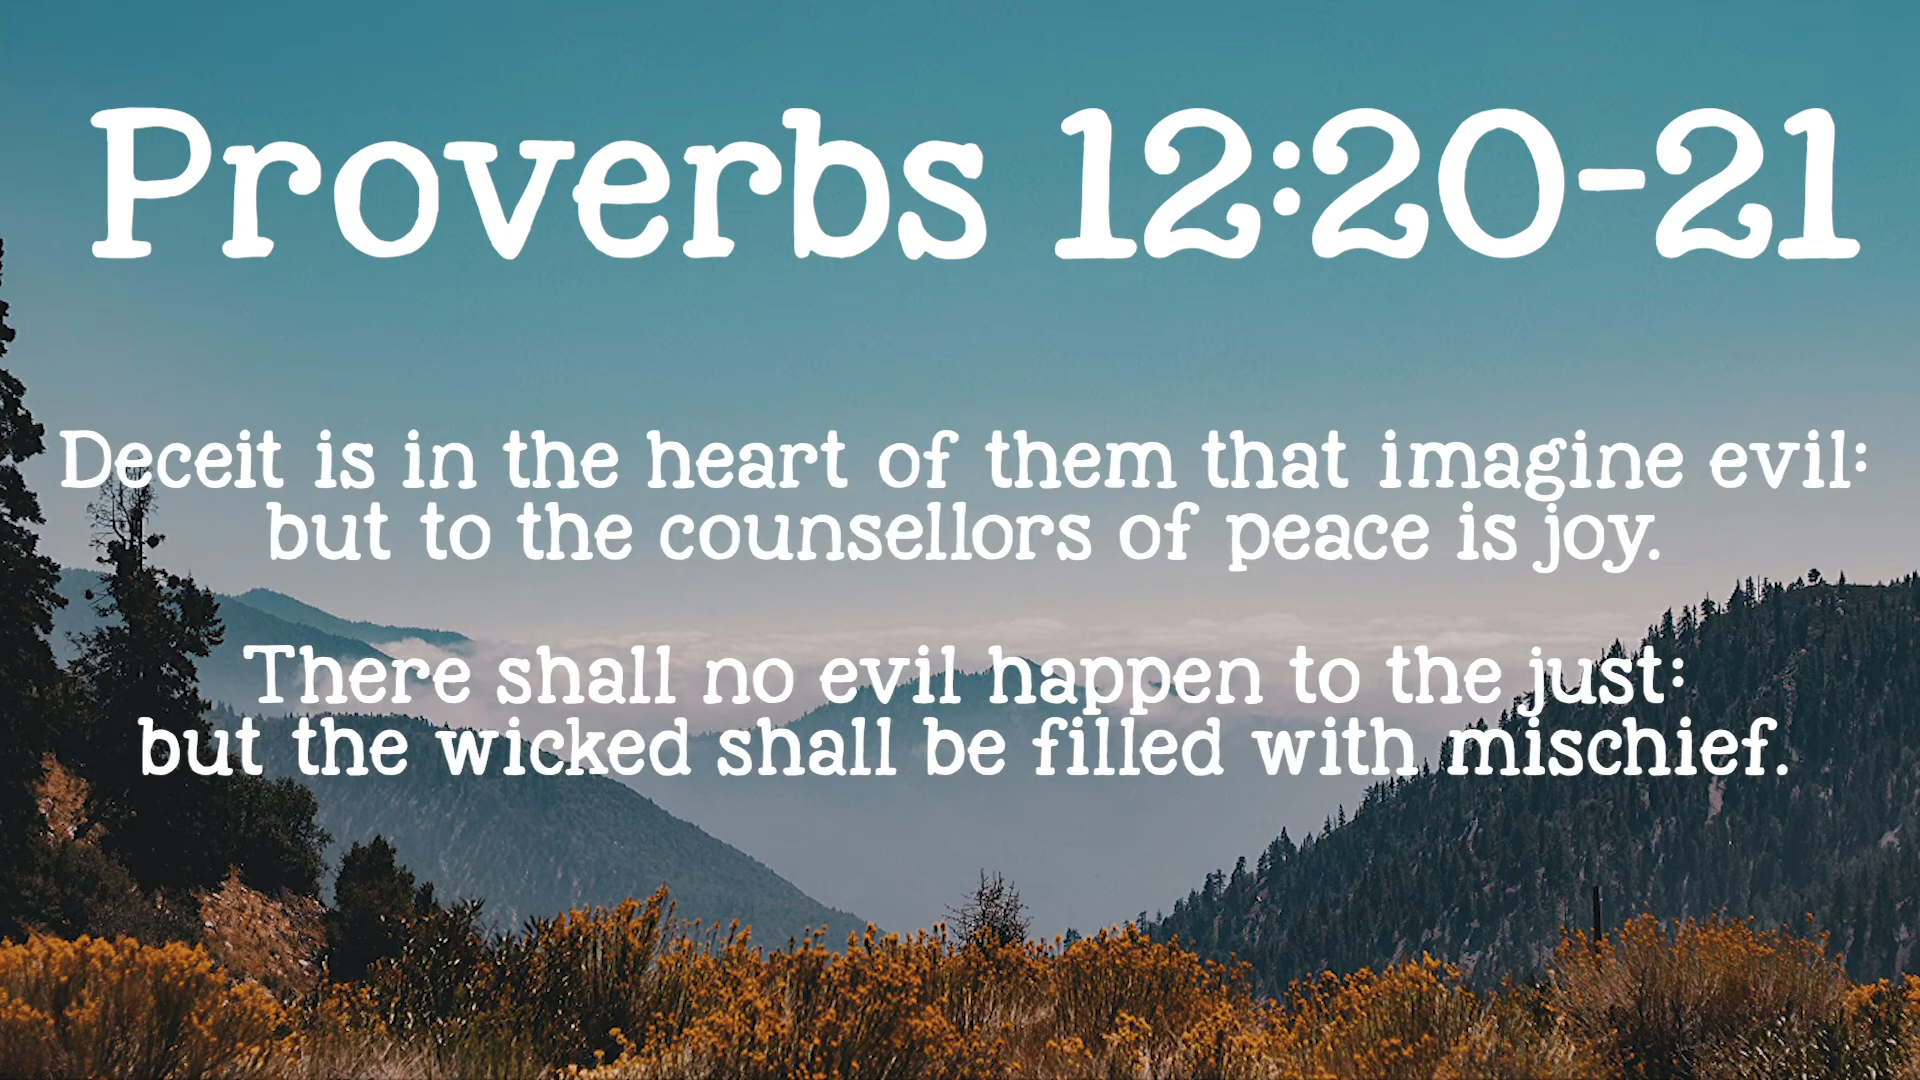 Proverbs 12:20-21
Deceit is in the heart of them that imagine evil:
but to the counsellors of peace is joy.
There shall no evil happen to the just:
but the wicked shall be filled with mischief.